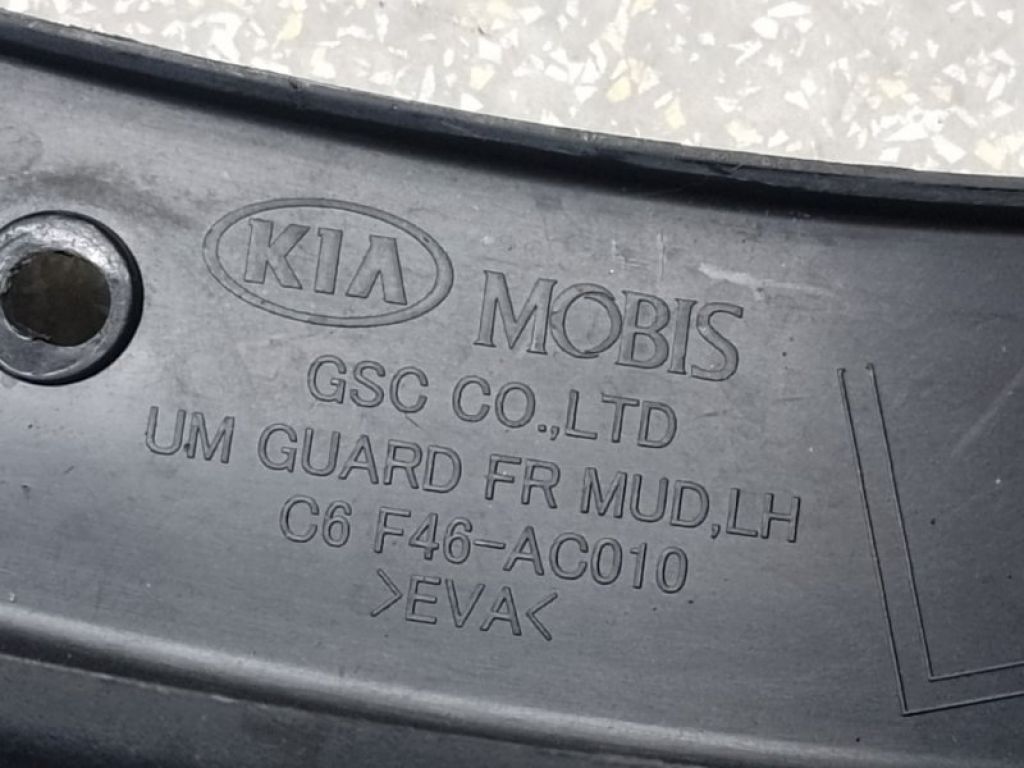 KIA MOBIS
GSC CO.,LTD
UM GUARD FR MUD,LH
C6 F46-AC010
>EVA<
L